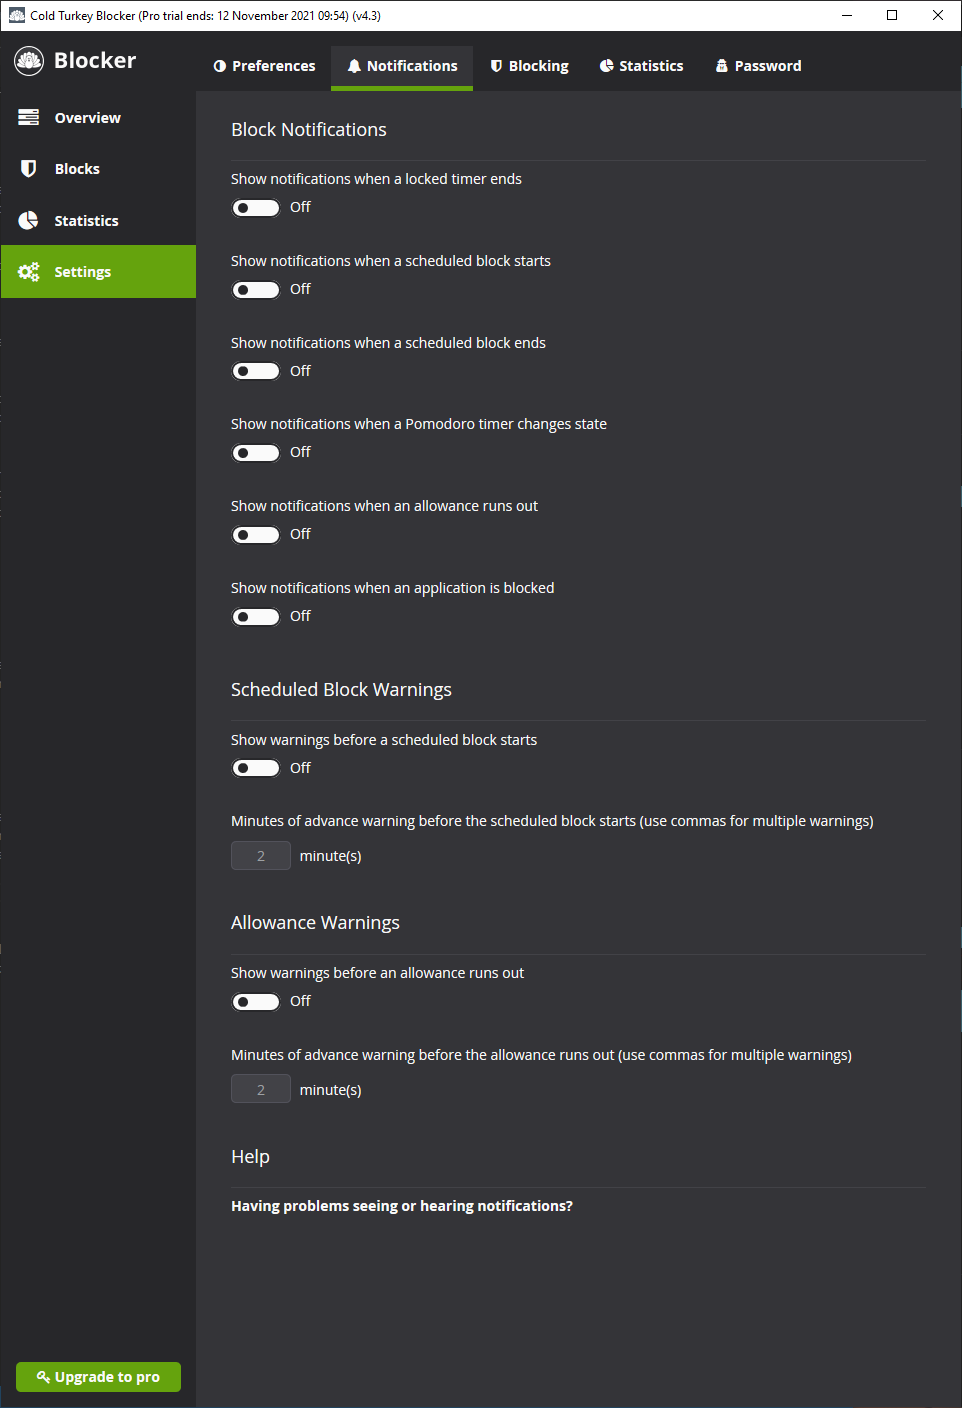 Cold Turkey Blocker (Pro trial ends: 12 November 2021 09:54) (v4.3)
Blocker
Preferences
Notifications
Blocking
Statistics
Password
Overview
Blocks
Statistics
Settings
Block Notifications
Show notifications when a locked timer ends
Off
Show notifications when a scheduled block starts
Off
Show notifications when a scheduled block ends
Off
Show notifications when a Pomodoro timer changes state
Off
Show notifications when an allowance runs out
Off
Show notifications when an application is blocked
Off
Scheduled Block Warnings
Show warnings before a scheduled block starts
Off
Minutes of advance warning before the scheduled block starts (use commas for multiple warnings)
2 minute(s)
Allowance Warnings
Show warnings before an allowance runs out
Off
Minutes of advance warning before the allowance runs out (use commas for multiple warnings)
2 minute(s)
Help
Having problems seeing or hearing notifications?
Upgrade to pro